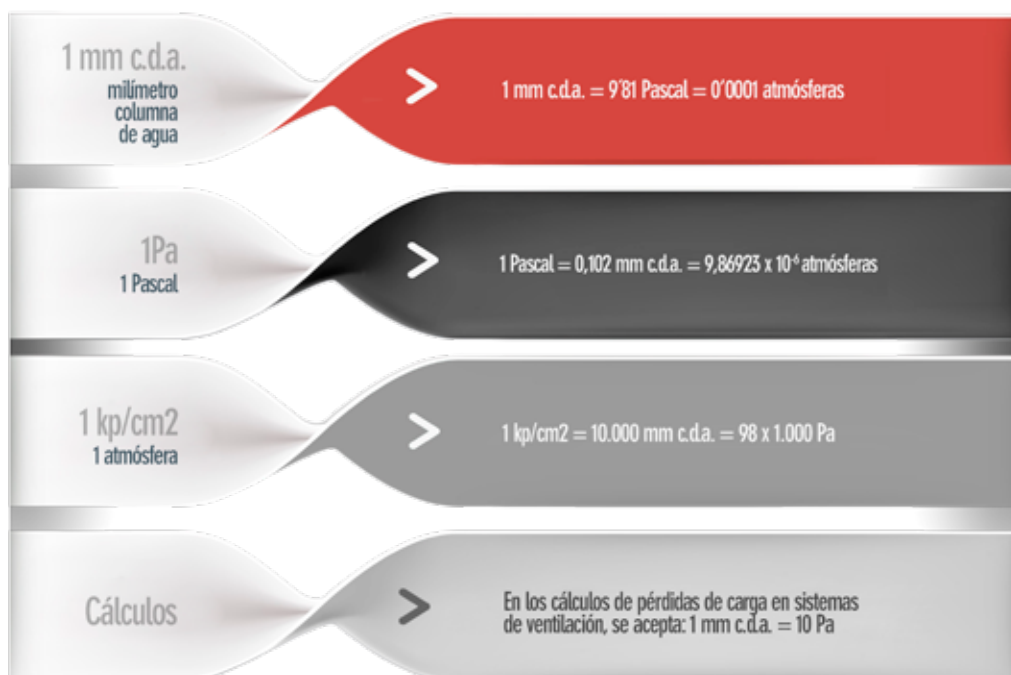 1 mm c.d.a.
milímetro
columna
de agua
1 mm c.d.a. = 9'81 Pascal = 0'0001 atmósferas
1Pa
1 Pascal
1 Pascal = 0,102 mm c.d.a. = 9,86923 x 10⁻⁶ atmósferas
1 kp/cm2
1 atmósfera
1 kp/cm2 = 10.000 mm c.d.a. = 98 x 1.000 Pa
Cálculos
En los cálculos de pérdidas de carga en sistemas
de ventilación, se acepta: 1 mm c.d.a. = 10 Pa